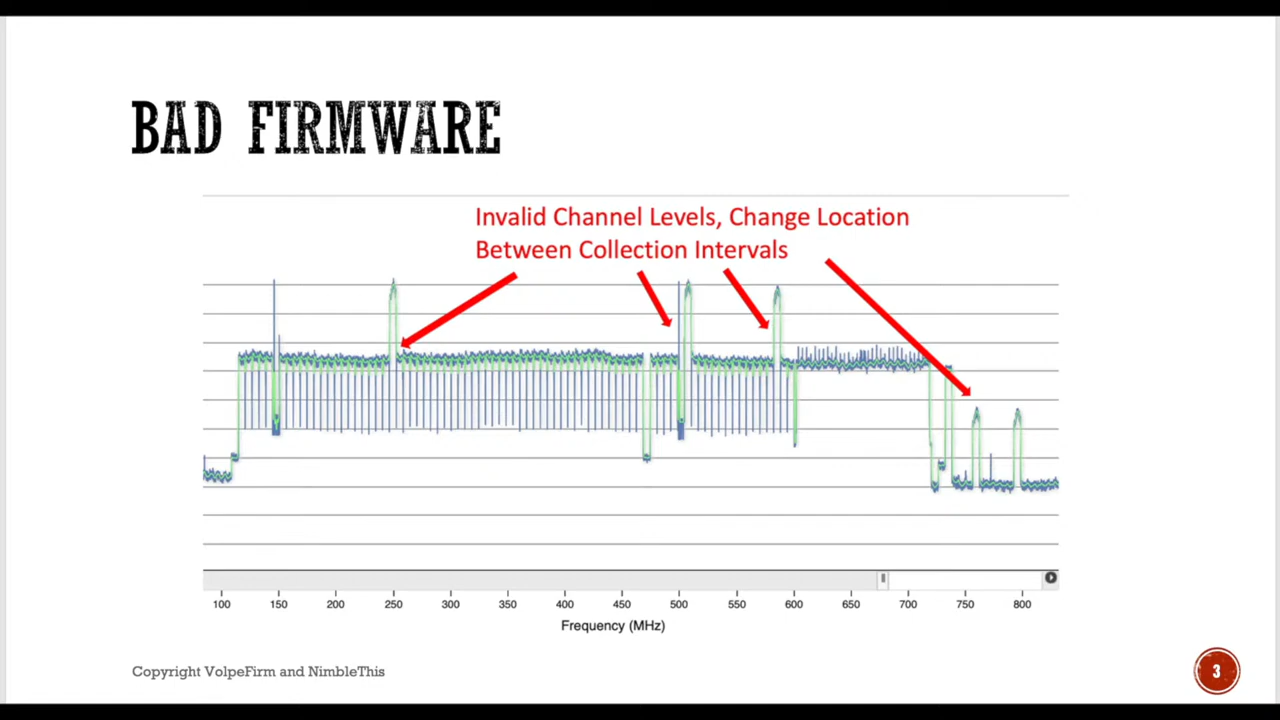 BAD FIRMWARE
Invalid Channel Levels, Change Location
Between Collection Intervals
100 150 200 250 300 350 400 450 500 550 600 650 700 750 800
Frequency (MHz)
Copyright VolpeFirm and NimbleThis
3